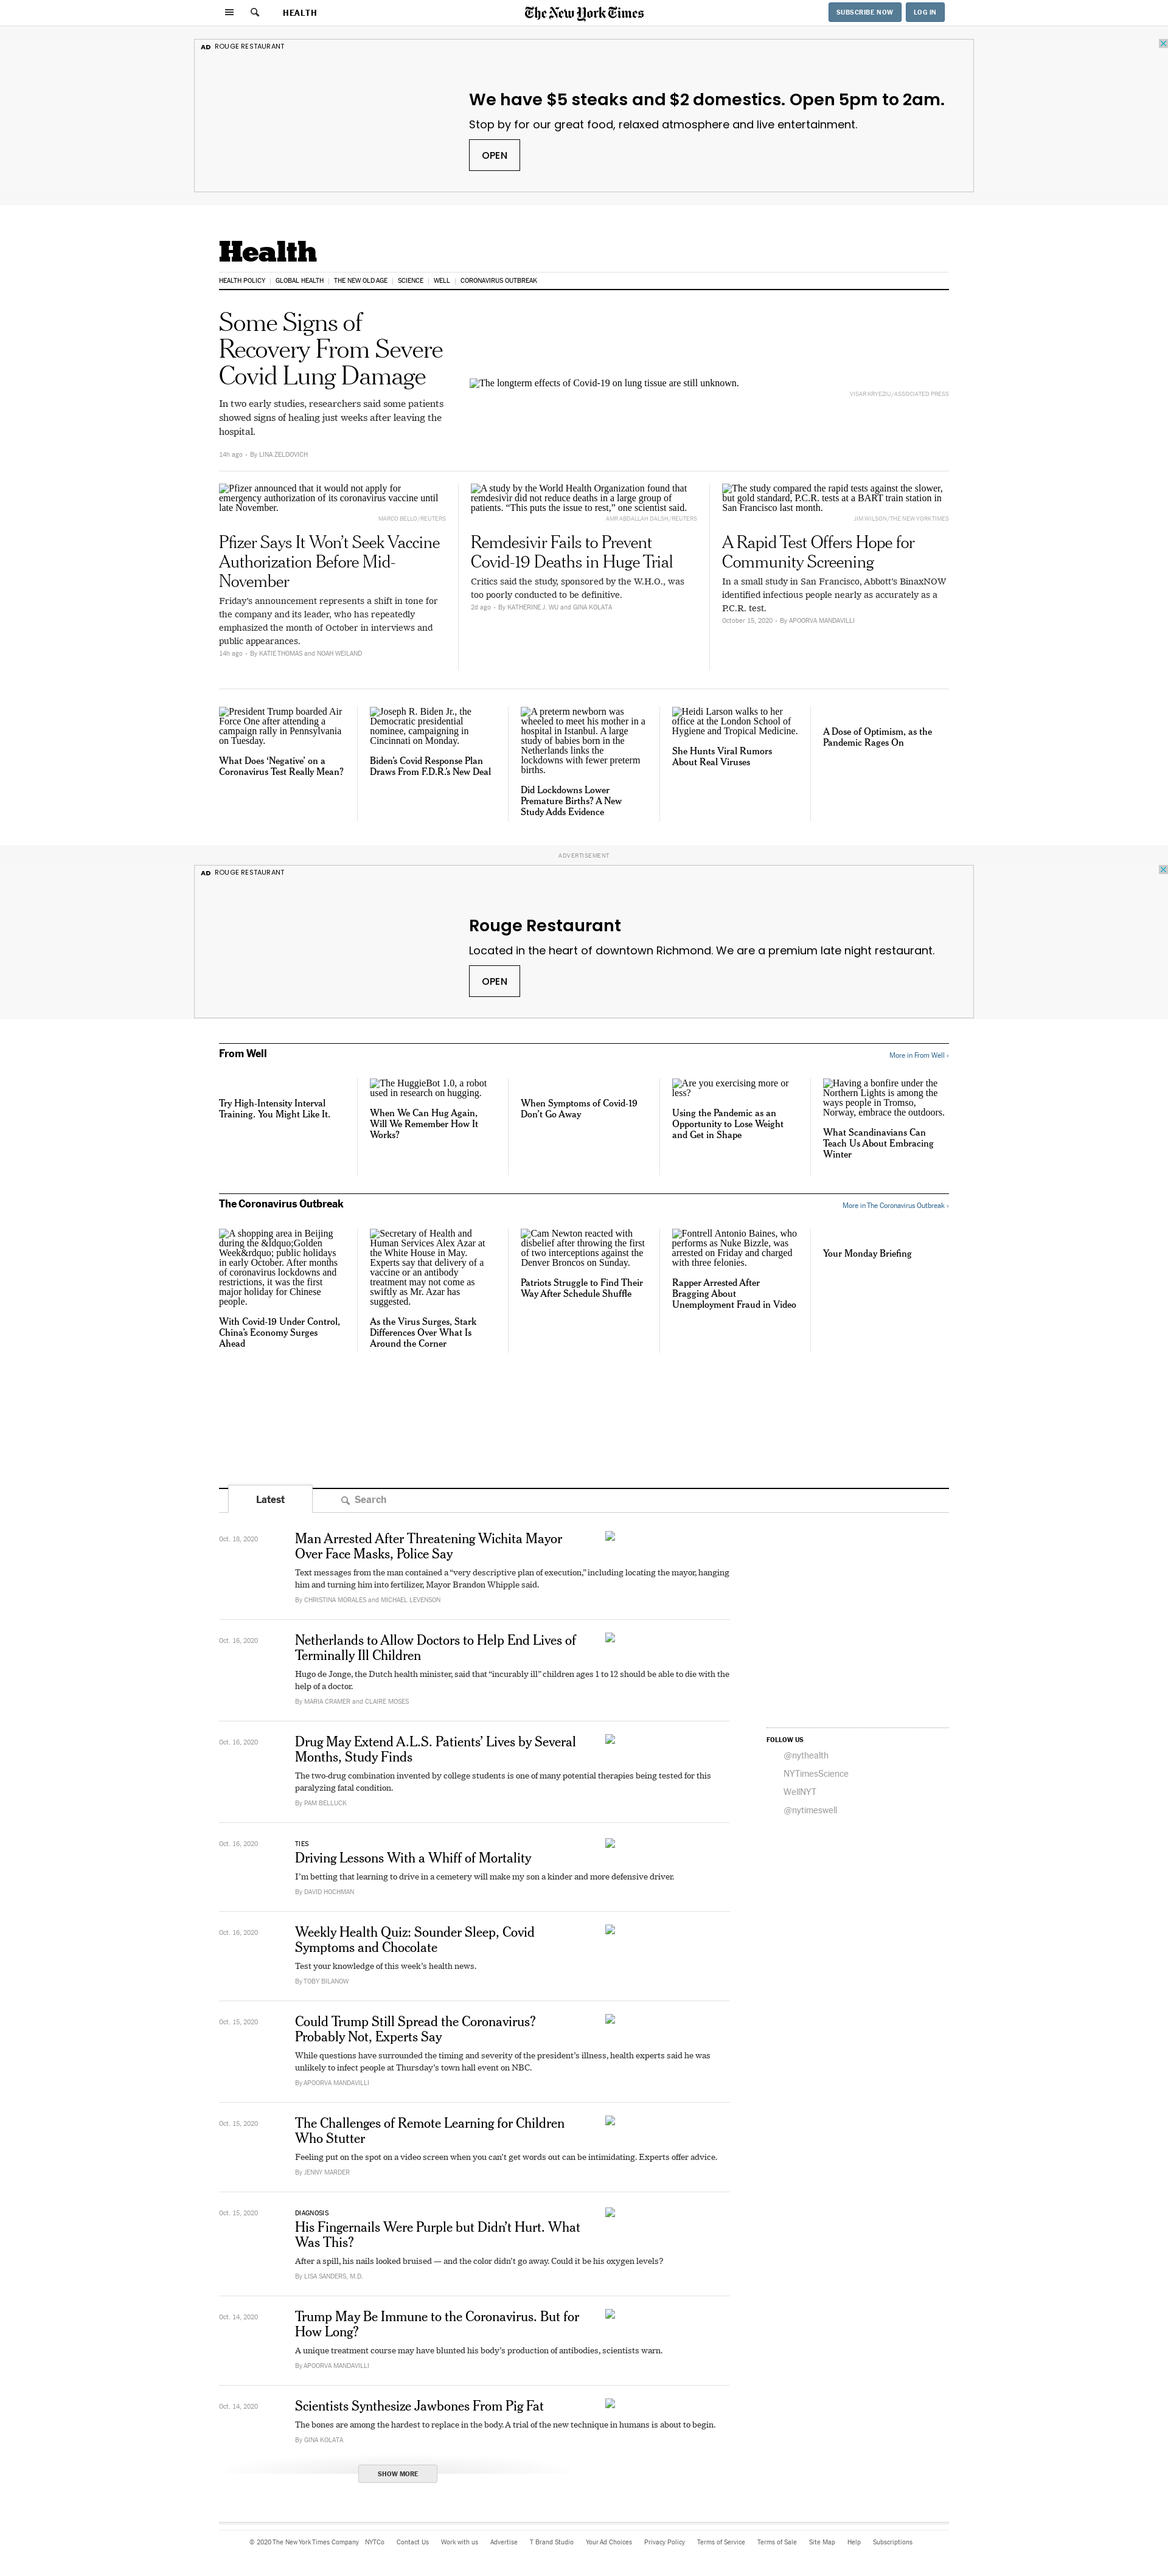 HEALTH
The New York Times
SUBSCRIBE NOW
LOG IN
AD ROUGE RESTAURANT
We have $5 steaks and $2 domestics. Open 5pm to 2am.
Stop by for our great food, relaxed atmosphere and live entertainment.
OPEN
Health
HEALTH POLICY | GLOBAL HEALTH | THE NEW OLD AGE | SCIENCE | WELL | CORONAVIRUS OUTBREAK
Some Signs of
Recovery From Severe
Covid Lung Damage
In two early studies, researchers said some patients
showed signs of healing just weeks after leaving the
hospital.
14h ago • By LINA ZELDOVICH
The longterm effects of Covid-19 on lung tissue are still unknown.
VISAR KRYEZIU/ASSOCIATED PRESS
Pfizer announced that it would not apply for
emergency authorization of its coronavirus vaccine until
late November.
MARCO BELLO/REUTERS
Pfizer Says It Won’t Seek Vaccine
Authorization Before Mid-
November
Friday’s announcement represents a shift in tone for
the company and its leader, who has repeatedly
emphasized the month of October in interviews and
public appearances.
14h ago • By KATIE THOMAS and NOAH WEILAND
A study by the World Health Organization found that
remdesivir did not reduce deaths in a large group of
patients. “This puts the issue to rest,” one scientist said.
AMR ABDALLAH DALSH/REUTERS
Remdesivir Fails to Prevent
Covid-19 Deaths in Huge Trial
Critics said the study, sponsored by the W.H.O., was
too poorly conducted to be definitive.
2d ago • By KATHERINE J. WU and GINA KOLATA
The study compared the rapid tests against the slower,
but gold standard, P.C.R. tests at a BART train station in
San Francisco last month.
JIM WILSON/THE NEW YORK TIMES
A Rapid Test Offers Hope for
Community Screening
In a small study in San Francisco, Abbott’s BinaxNOW
identified infectious people nearly as accurately as a
P.C.R. test.
October 15, 2020 • By APOORVA MANDAVILLI
President Trump boarded Air
Force One after attending a
campaign rally in Pennsylvania
on Tuesday.
What Does ‘Negative’ on a
Coronavirus Test Really Mean?
Joseph R. Biden Jr., the
Democratic presidential
nominee, campaigning in
Cincinnati on Monday.
Biden’s Covid Response Plan
Draws From F.D.R.’s New Deal
A preterm newborn was
wheeled to meet his mother in a
hospital in Istanbul. A large
study of babies born in the
Netherlands links the
lockdowns with fewer preterm
births.
Did Lockdowns Lower
Premature Births? A New
Study Adds Evidence
Heidi Larson walks to her
office at the London School of
Hygiene and Tropical Medicine.
She Hunts Viral Rumors
About Real Viruses
A Dose of Optimism, as the
Pandemic Rages On
ADVERTISEMENT
AD ROUGE RESTAURANT
Rouge Restaurant
Located in the heart of downtown Richmond. We are a premium late night restaurant.
OPEN
From Well
More in From Well ›
Try High-Intensity Interval
Training. You Might Like It.
The HuggieBot 1.0, a robot
used in research on hugging.
When We Can Hug Again,
Will We Remember How It
Works?
When Symptoms of Covid-19
Don’t Go Away
Are you exercising more or
less?
Using the Pandemic as an
Opportunity to Lose Weight
and Get in Shape
Having a bonfire under the
Northern Lights is among the
ways people in Tromso,
Norway, embrace the outdoors.
What Scandinavians Can
Teach Us About Embracing
Winter
The Coronavirus Outbreak
More in The Coronavirus Outbreak ›
A shopping area in Beijing
during the &ldquo;Golden
Week&rdquo; public holidays
in early October. After months
of coronavirus lockdowns and
restrictions, it was the first
major holiday for Chinese
people.
With Covid-19 Under Control,
China’s Economy Surges
Ahead
Secretary of Health and
Human Services Alex Azar at
the White House in May.
Experts say that delivery of a
vaccine or an antibody
treatment may not come as
swiftly as Mr. Azar has
suggested.
As the Virus Surges, Stark
Differences Over What Is
Around the Corner
Cam Newton reacted with
disbelief after throwing the first
of two interceptions against the
Denver Broncos on Sunday.
Patriots Struggle to Find Their
Way After Schedule Shuffle
Fontrell Antonio Baines, who
performs as Nuke Bizzle, was
arrested on Friday and charged
with three felonies.
Rapper Arrested After
Bragging About
Unemployment Fraud in Video
Your Monday Briefing
Latest
Search
Oct. 18, 2020
Man Arrested After Threatening Wichita Mayor
Over Face Masks, Police Say
Text messages from the man contained a “very descriptive plan of execution,” including locating the mayor, hanging
him and turning him into fertilizer, Mayor Brandon Whipple said.
By CHRISTINA MORALES and MICHAEL LEVENSON
Oct. 16, 2020
Netherlands to Allow Doctors to Help End Lives of
Terminally Ill Children
Hugo de Jonge, the Dutch health minister, said that “incurably ill” children ages 1 to 12 should be able to die with the
help of a doctor.
By MARIA CRAMER and CLAIRE MOSES
Oct. 16, 2020
Drug May Extend A.L.S. Patients’ Lives by Several
Months, Study Finds
The two-drug combination invented by college students is one of many potential therapies being tested for this
paralyzing fatal condition.
By PAM BELLUCK
FOLLOW US
@nythealth
NYTimesScience
WellNYT
@nytimeswell
Oct. 16, 2020
TIES
Driving Lessons With a Whiff of Mortality
I’m betting that learning to drive in a cemetery will make my son a kinder and more defensive driver.
By DAVID HOCHMAN
Oct. 16, 2020
Weekly Health Quiz: Sounder Sleep, Covid
Symptoms and Chocolate
Test your knowledge of this week’s health news.
By TOBY BILANOW
Oct. 15, 2020
Could Trump Still Spread the Coronavirus?
Probably Not, Experts Say
While questions have surrounded the timing and severity of the president’s illness, health experts said he was
unlikely to infect people at Thursday’s town hall event on NBC.
By APOORVA MANDAVILLI
Oct. 15, 2020
The Challenges of Remote Learning for Children
Who Stutter
Feeling put on the spot on a video screen when you can’t get words out can be intimidating. Experts offer advice.
By JENNY MARDER
Oct. 15, 2020
DIAGNOSIS
His Fingernails Were Purple but Didn’t Hurt. What
Was This?
After a spill, his nails looked bruised — and the color didn’t go away. Could it be his oxygen levels?
By LISA SANDERS, M.D.
Oct. 14, 2020
Trump May Be Immune to the Coronavirus. But for
How Long?
A unique treatment course may have blunted his body’s production of antibodies, scientists warn.
By APOORVA MANDAVILLI
Oct. 14, 2020
Scientists Synthesize Jawbones From Pig Fat
The bones are among the hardest to replace in the body. A trial of the new technique in humans is about to begin.
By GINA KOLATA
SHOW MORE
© 2020 The New York Times Company NYTCo Contact Us Work with us Advertise T Brand Studio Your Ad Choices Privacy Policy Terms of Service Terms of Sale Site Map Help Subscriptions